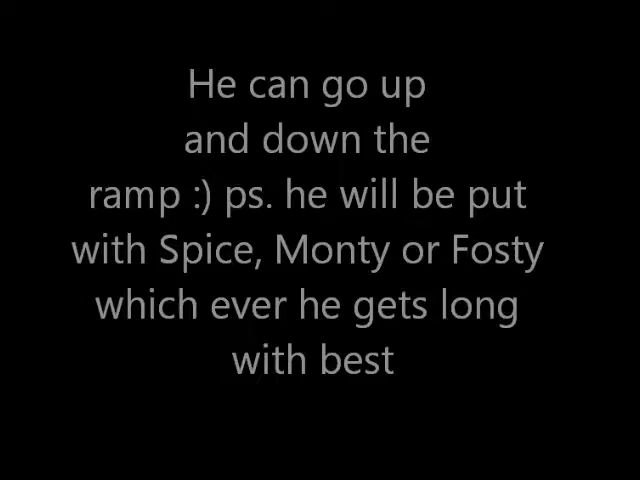 He can go up
and down the
ramp :) ps. he will be put
with Spice, Monty or Fosty
which ever he gets long
with best